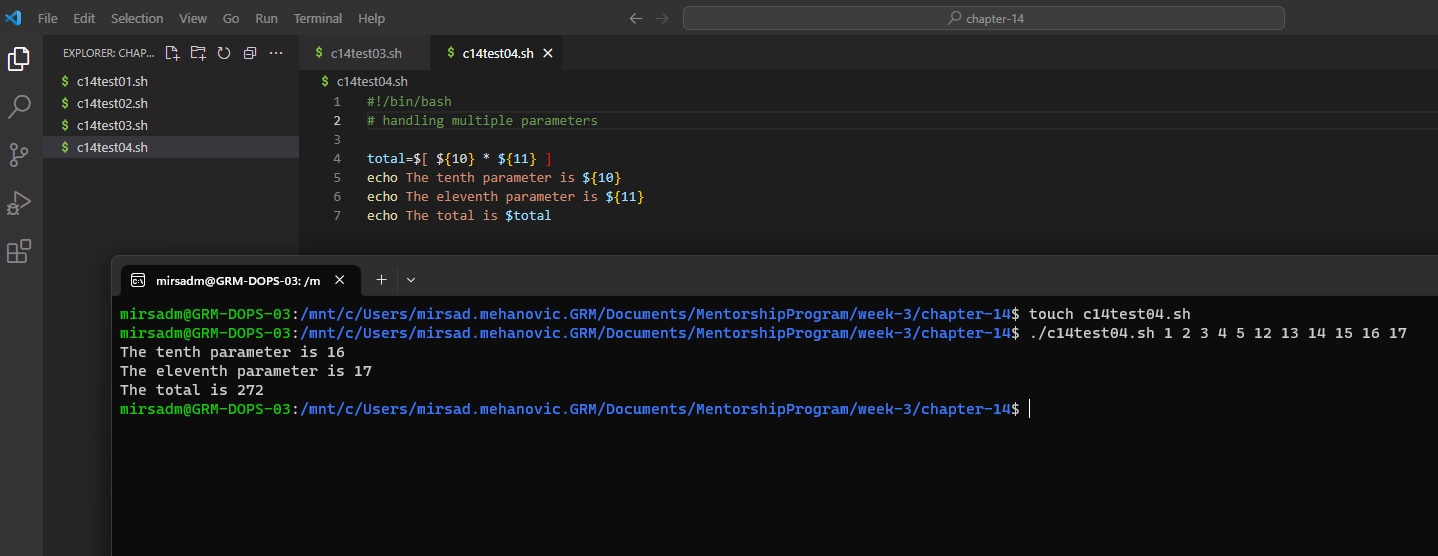 File Edit Selection View Go Run Terminal Help
chapter-14
EXPLORER: CHAP...
c14test03.sh
$ c14test04.sh
$ c14test01.sh
$ c14test02.sh
$ c14test03.sh
$ c14test04.sh
$ c14test04.sh
1 #!/bin/bash
2 # handling multiple parameters
3
4 total=$[ ${10} * ${11} ]
5 echo The tenth parameter is ${10}
6 echo The eleventh parameter is ${11}
7 echo The total is $total
mirsadm@GRM-DOPS-03: /m
mirsadm@GRM-DOPS-03:/mnt/c/Users/mirsad.mehanovic.GRM/Documents/MentorshipProgram/week-3/chapter-14$ touch c14test04.sh
mirsadm@GRM-DOPS-03:/mnt/c/Users/mirsad.mehanovic.GRM/Documents/MentorshipProgram/week-3/chapter-14$ ./c14test04.sh 1 2 3 4 5 12 13 14 15 16 17
The tenth parameter is 16
The eleventh parameter is 17
The total is 272
mirsadm@GRM-DOPS-03:/mnt/c/Users/mirsad.mehanovic.GRM/Documents/MentorshipProgram/week-3/chapter-14$